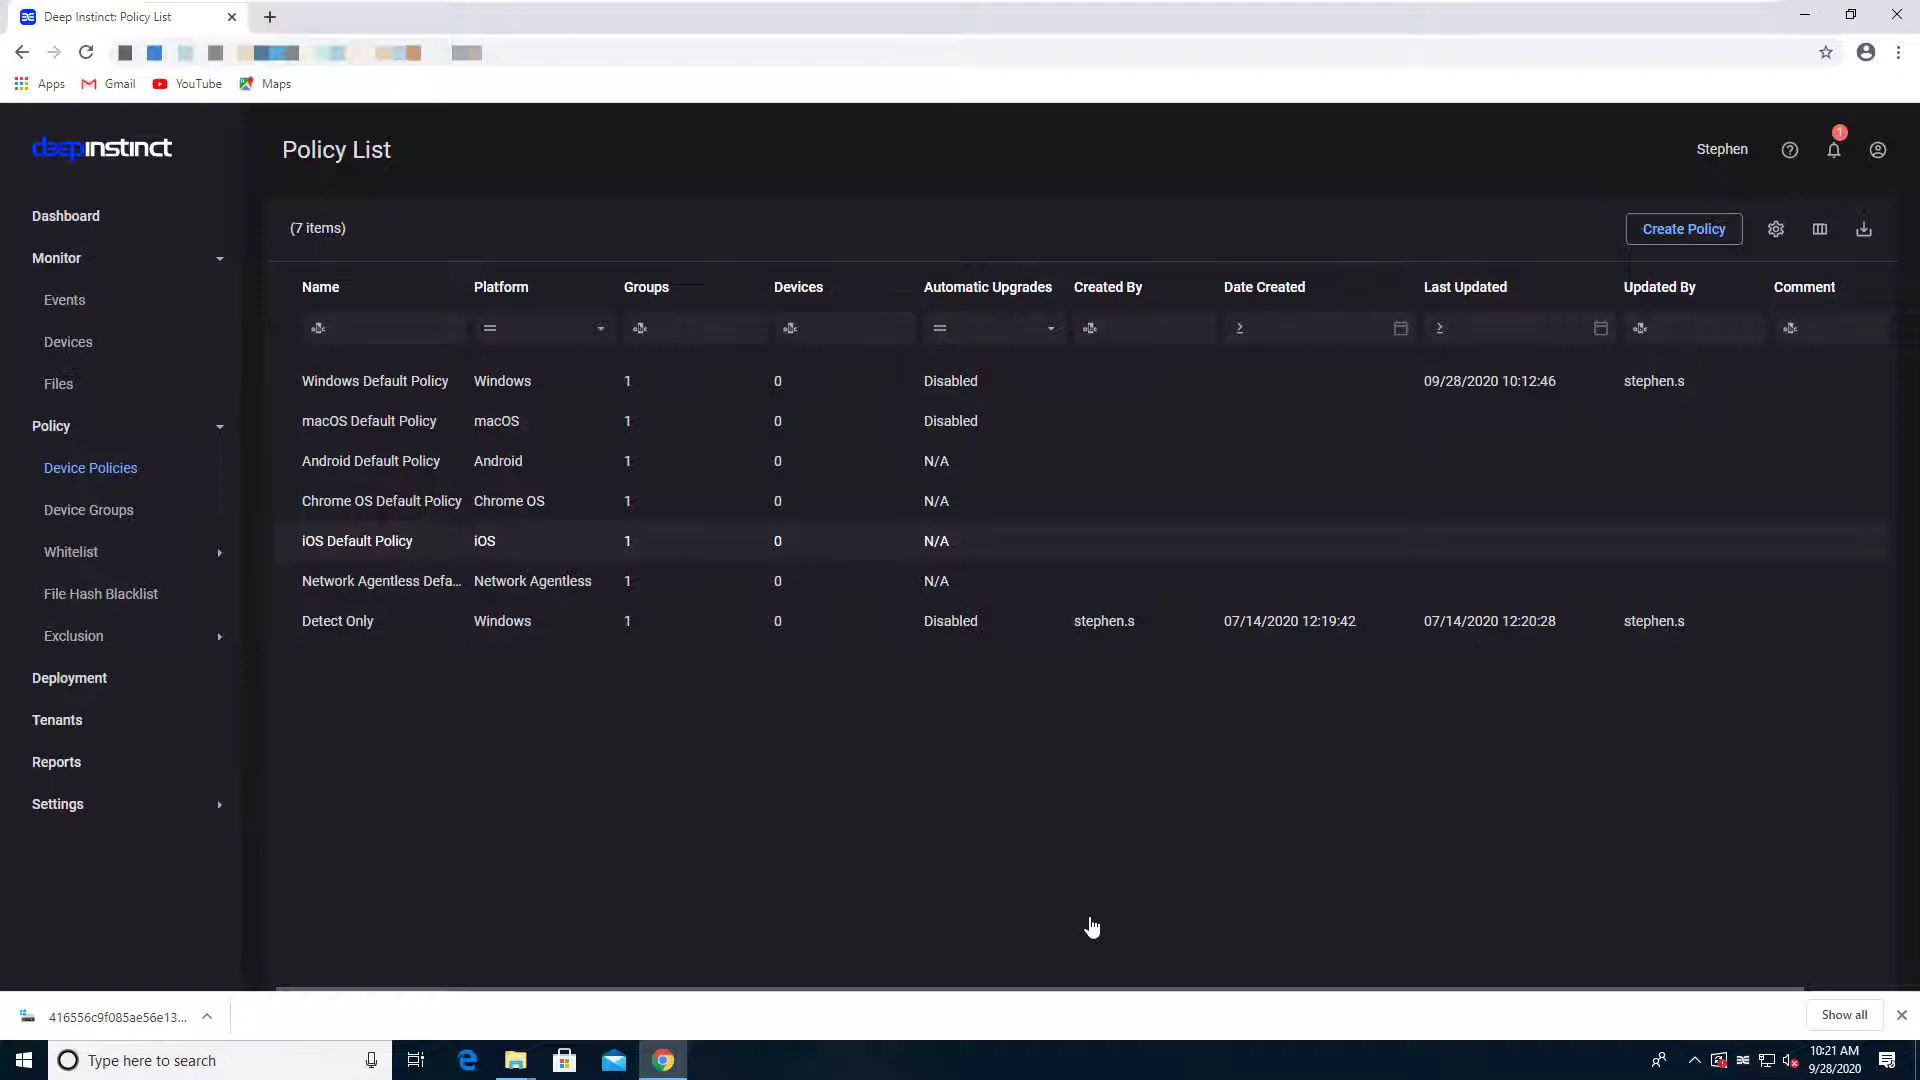 Deep Instinct: Policy List
Apps Gmail YouTube Maps
deepinstinct
Policy List
Stephen
1
Dashboard
Monitor
Events
Devices
Files
Policy
Device Policies
Device Groups
Whitelist
File Hash Blacklist
Exclusion
Deployment
Tenants
Reports
Settings
(7 items)
Create Policy
Name Platform Groups Devices Automatic Upgrades Created By Date Created Last Updated Updated By Comment
Windows Default Policy Windows 1 0 Disabled 09/28/2020 10:12:46 stephen.s
macOS Default Policy macOS 1 0 Disabled
Android Default Policy Android 1 0 N/A
Chrome OS Default Policy Chrome OS 1 0 N/A
iOS Default Policy iOS 1 0 N/A
Network Agentless Defa... Network Agentless 1 0 N/A
Detect Only Windows 1 0 Disabled stephen.s 07/14/2020 12:19:42 07/14/2020 12:20:28 stephen.s
416556c9f085ae56e13...
Show all
Type here to search
10:21 AM
9/28/2020